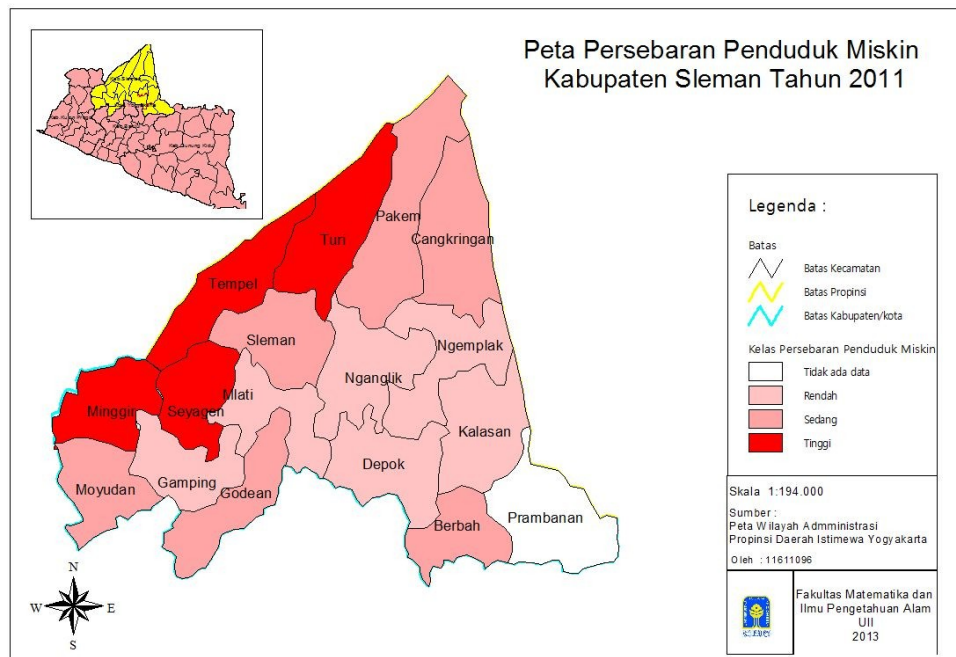 Peta Persebaran Penduduk Miskin
Kabupaten Sleman Tahun 2011
Pakem
Turi
Cangkringan
Tempel
Sleman
Ngemplak
Nganglik
Minggir
Seyagen
Mlati
Kalasan
Depok
Moyudan
Gamping
Godean
Berbah
Prambanan
N
W
E
S
Legenda :
Batas
Batas Kecamatan
Batas Propinsi
Batas Kabupaten/kota
Kelas Persebaran Penduduk Miskin
Tidak ada data
Rendah
Sedang
Tinggi
Skala 1:194.000
Sumber :
Peta Wilayah Admministrasi
Propinsi Daerah Istimewa Yogyakarta
Oleh : 11611096
Fakultas Matematika dan
Ilmu Pengetahuan Alam
UII
2013